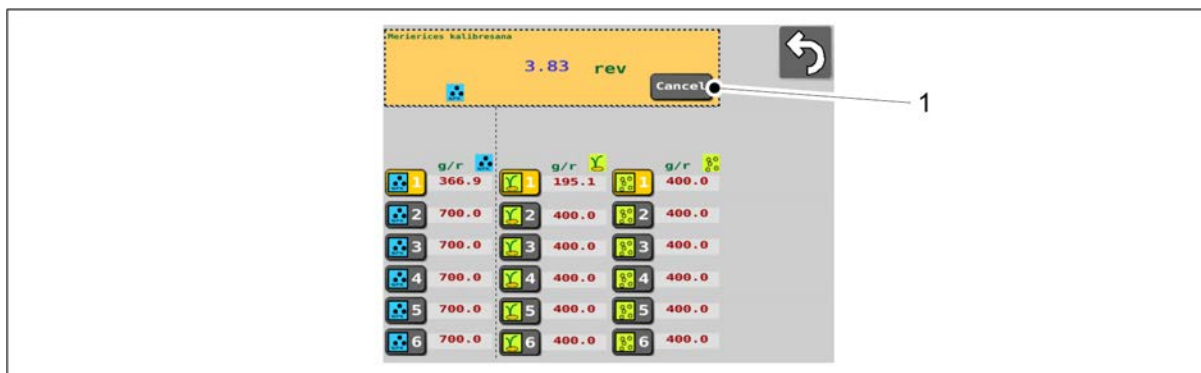 Merierices kalibresana
3.83 rev
Cancel
1
g/r g/r g/r
1 366.9 1 195.1 1 400.0
2 700.0 2 400.0 2 400.0
3 700.0 3 400.0 3 400.0
4 700.0 4 400.0 4 400.0
5 700.0 5 400.0 5 400.0
6 700.0 6 400.0 6 400.0